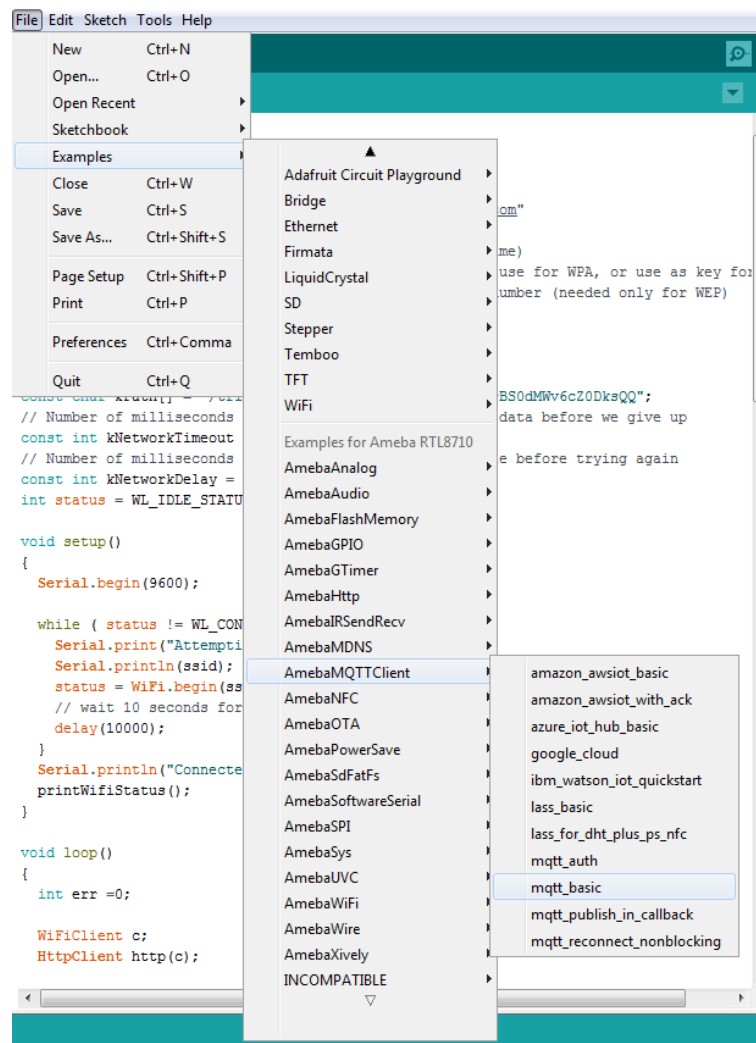 File Edit Sketch Tools Help
New Ctrl+N
Open... Ctrl+O
Open Recent
Sketchbook
Examples
Close Ctrl+W
Save Ctrl+S
Save As... Ctrl+Shift+S
Page Setup Ctrl+Shift+P
Print Ctrl+P
Preferences Ctrl+Comma
Quit Ctrl+Q
Adafruit Circuit Playground
Bridge
Ethernet
Firmata
LiquidCrystal
SD
Stepper
Temboo
TFT
WiFi
Examples for Ameba RTL8710
AmebaAnalog
AmebaAudio
AmebaFlashMemory
AmebaGPIO
AmebaGTimer
AmebaHttp
AmebaIRSendRecv
AmebaMDNS
AmebaMQTTClient
AmebaNFC
AmebaOTA
AmebaPowerSave
AmebaSdFatFs
AmebaSoftwareSerial
AmebaSPI
AmebaSys
AmebaUVC
AmebaWiFi
AmebaWire
AmebaXively
INCOMPATIBLE
amazon_awsiot_basic
amazon_awsiot_with_ack
azure_iot_hub_basic
google_cloud
ibm_watson_iot_quickstart
lass_basic
lass_for_dht_plus_ps_nfc
mqtt_auth
mqtt_basic
mqtt_publish_in_callback
mqtt_reconnect_nonblocking
om"
me)
use for WPA, or use as key for
umber (needed only for WEP)
BS0dMWv6cZ0DksQQ";
// Number of milliseconds data before we give up
const int kNetworkTimeout
// Number of milliseconds e before trying again
const int kNetworkDelay =
int status = WL_IDLE_STATU
void setup()
{
Serial.begin(9600);
while ( status != WL_CON
Serial.print("Attempti
Serial.println(ssid);
status = WiFi.begin(ss
// wait 10 seconds for
delay(10000);
}
Serial.println("Connecte
printWifiStatus();
}
void loop()
{
int err =0;
WiFiClient c;
HttpClient http(c);